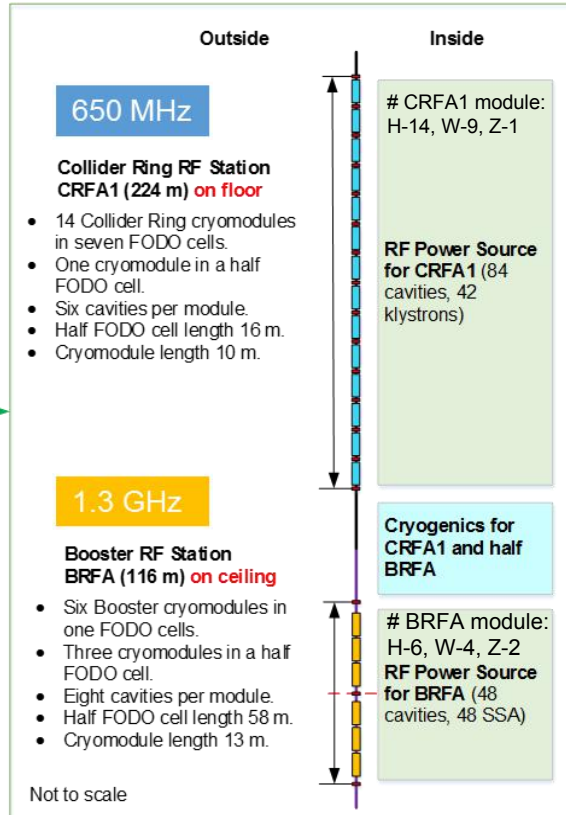 Outside
Inside
650 MHz
Collider Ring RF Station
CRFA1 (224 m) on floor
• 14 Collider Ring cryomodules
in seven FODO cells.
• One cryomodule in a half
FODO cell.
• Six cavities per module.
• Half FODO cell length 16 m.
• Cryomodule length 10 m.
# CRFA1 module:
H-14, W-9, Z-1
RF Power Source
for CRFA1 (84
cavities, 42
klystrons)
Cryogenics for
CRFA1 and half
BRFA
1.3 GHz
Booster RF Station
BRFA (116 m) on ceiling
• Six Booster cryomodules in
one FODO cells.
• Three cryomodules in a half
FODO cell.
• Eight cavities per module.
• Half FODO cell length 58 m.
• Cryomodule length 13 m.
# BRFA module:
H-6, W-4, Z-2
RF Power Source
for BRFA (48
cavities, 48 SSA)
Not to scale